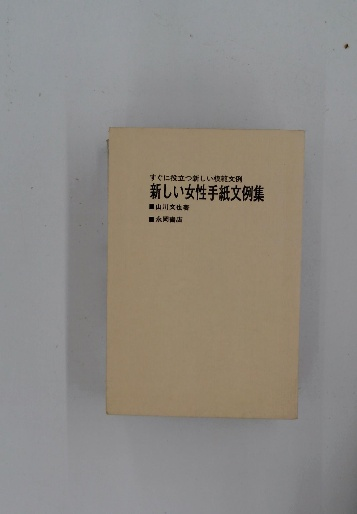 すぐに役立つ新しい模範文例
新しい女性手紙文例集
■山川文也著
■永岡書店